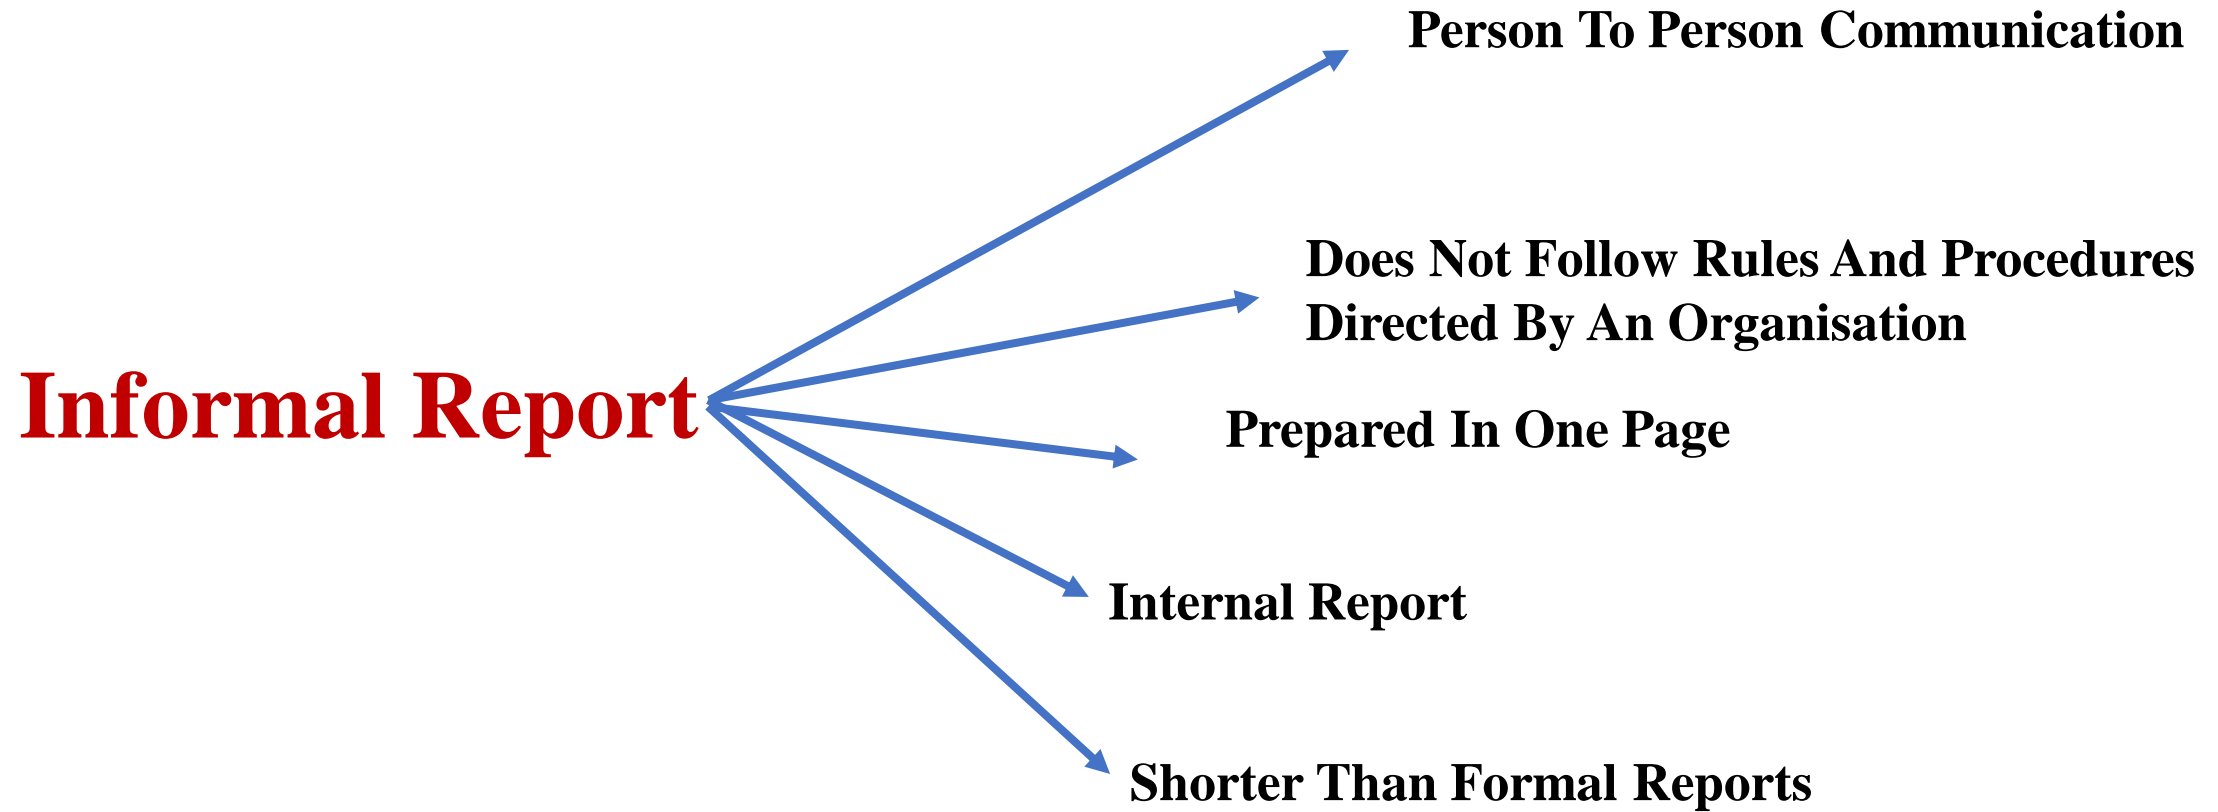 Person To Person Communication
Does Not Follow Rules And Procedures
Directed By An Organisation
Informal Report
Prepared In One Page
Internal Report
Shorter Than Formal Reports